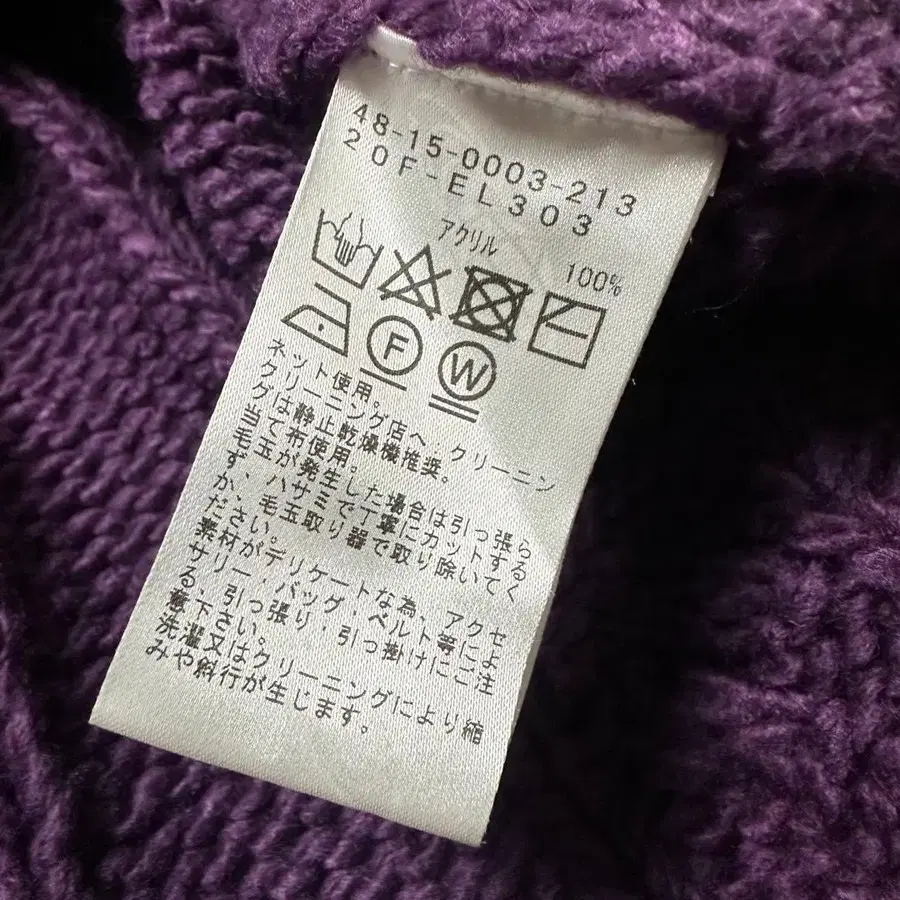 48-15-0003-213
20F-EL303
アクリル 100%
F W
ネット使用。
クリーニング店へ・クリーニン
グは静止乾燥機推奨。
当て布使用。
毛玉が発生した場合は引っ張ら
ず、ハサミで丁寧にカットする
か、毛玉取り器で取り除いてく
ださい。
素材がデリケートな為、アクセ
サリー・バッグ・ベルト等によ
る、引っ張り・引っ掛けにご注
意下さい。
洗濯又はクリーニングにより縮
みや斜行が生じます。